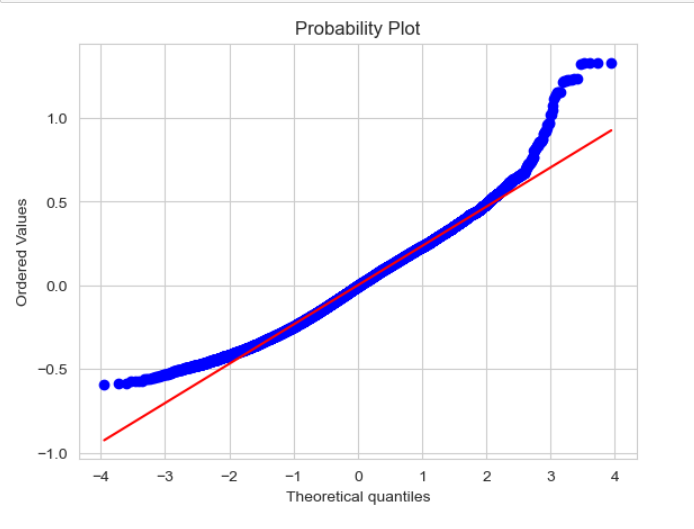 Probability Plot
Ordered Values
1.0
0.5
0.0
−0.5
−1.0
−4 −3 −2 −1 0 1 2 3 4
Theoretical quantiles